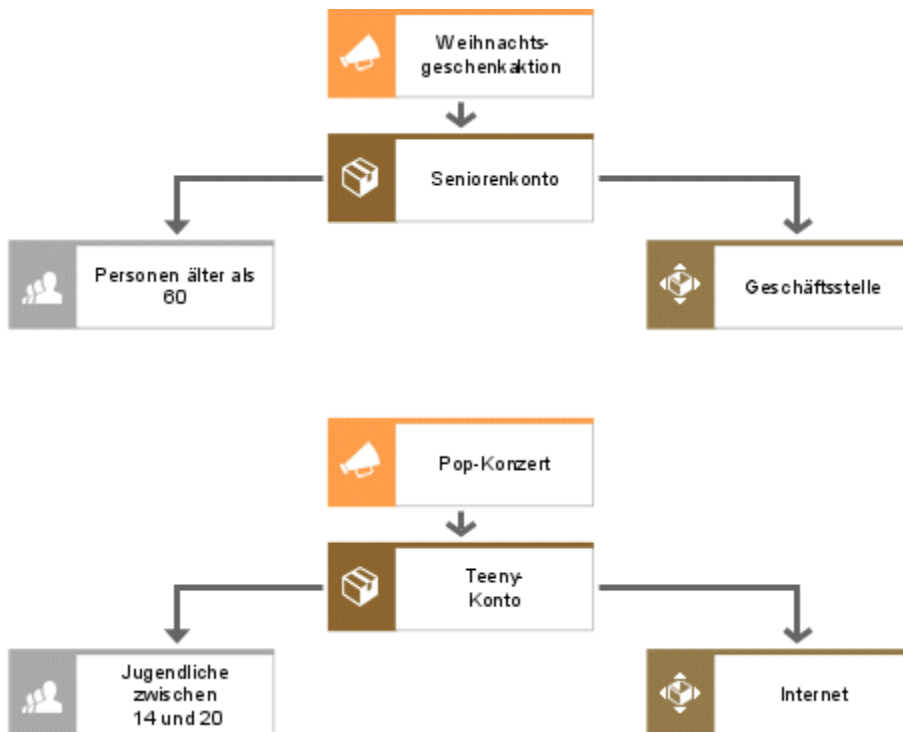 Weihnachts-
geschenkaktion
Seniorenkonto
Personen älter als
60
Geschäftsstelle
Pop-Konzert
Teeny-
Konto
Jugendliche
zwischen
14 und 20
Internet